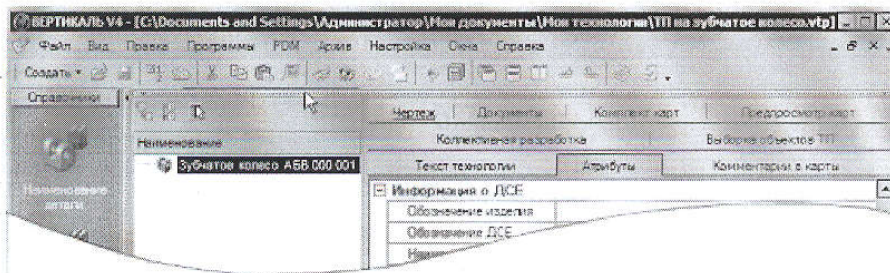 ВЕРТИКАЛЬ V4 - [C:\Documents and Settings\Администратор\Мои документы\Мои технологии\ТП на зубчатое колесо.vtp]
Файл Вид Правка Программы PDM Архив Настройка Окна Справка
Создать
Справочники
Чертеж Документы Комплект карт Предпросмотр карт
Наименование
Коллективная разработка Выборка объектов ТП
Зубчатое колесо АБВ 000 001
Текст технологии Атрибуты Комментарии в карты
Наименование детали
Информация о ДСЕ
Обозначение изделия
Обозначение ДСЕ